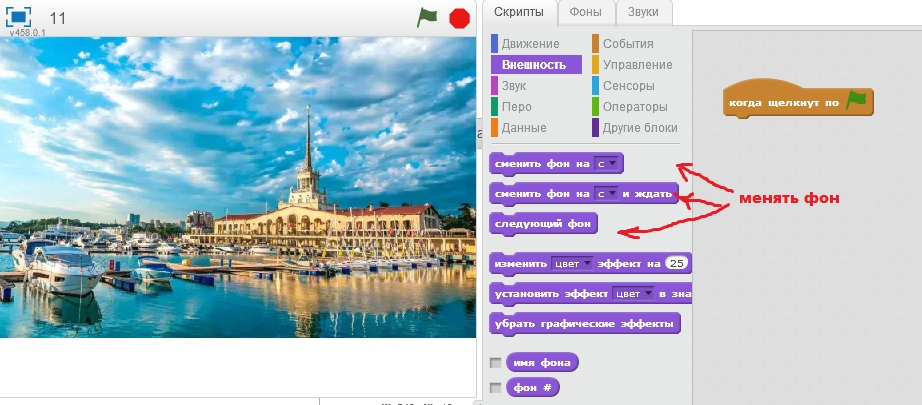 11
v458.0.1
Скрипты Фоны Звуки
Движение События
Внешность Управление
Звук Сенсоры
Перо Операторы
Данные Другие блоки
когда щелкнут по
сменить фон на с
сменить фон на с и ждать
следующий фон
менять фон
изменить цвет эффект на 25
установить эффект цвет в зна
убрать графические эффекты
имя фона
фон #